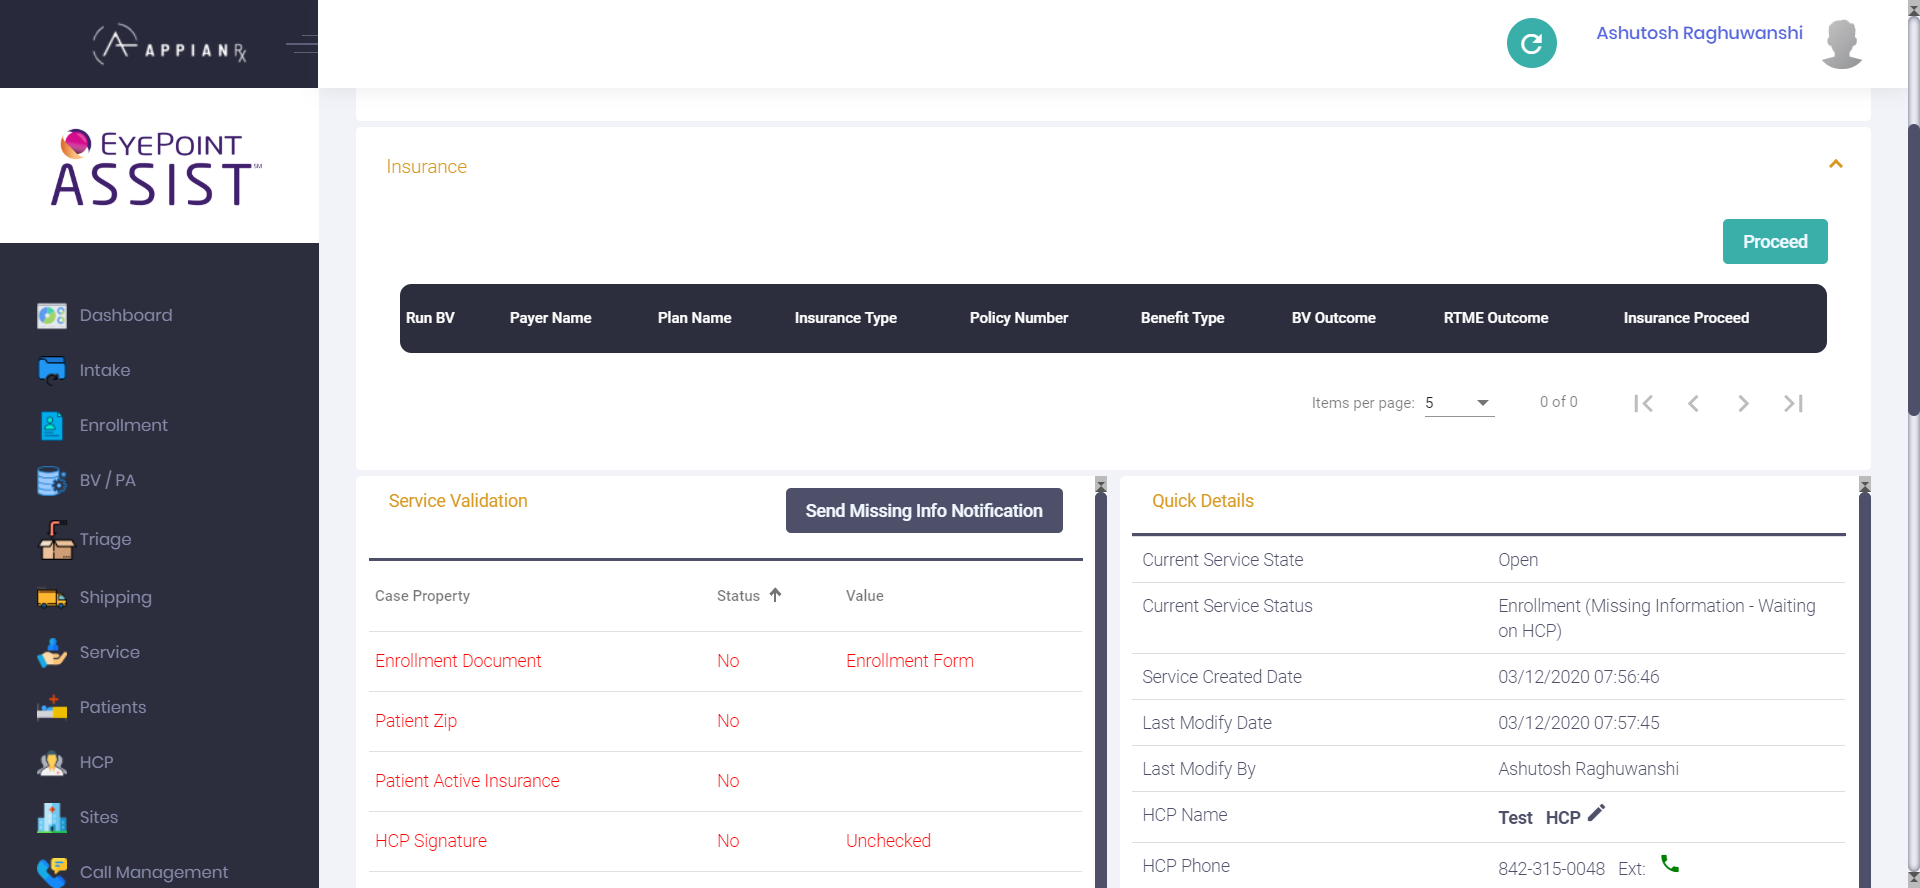 APPIANRx
Ashutosh Raghuwanshi
EYEPOINT
ASSIST℠
Dashboard
Intake
Enrollment
BV / PA
Triage
Shipping
Service
Patients
HCP
Sites
Call Management
Insurance
Proceed
Run BV Payer Name Plan Name Insurance Type Policy Number Benefit Type BV Outcome RTME Outcome Insurance Proceed
Items per page: 5 0 of 0
Service Validation
Send Missing Info Notification
Case Property Status Value
Enrollment Document No Enrollment Form
Patient Zip No
Patient Active Insurance No
HCP Signature No Unchecked
Quick Details
Current Service State Open
Current Service Status Enrollment (Missing Information - Waiting
on HCP)
Service Created Date 03/12/2020 07:56:46
Last Modify Date 03/12/2020 07:57:45
Last Modify By Ashutosh Raghuwanshi
HCP Name Test HCP
HCP Phone 842-315-0048 Ext: